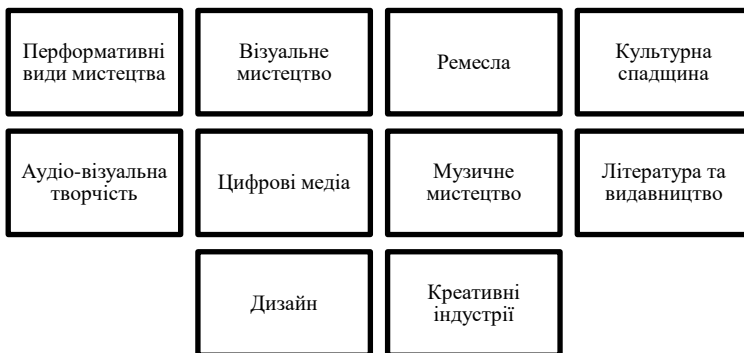 Перформативні
види мистецтва
Візуальне
мистецтво
Ремесла
Культурна
спадщина
Аудіо-візуальна
творчість
Цифрові медіа
Музичне
мистецтво
Література та
видавництво
Дизайн
Креативні
індустрії